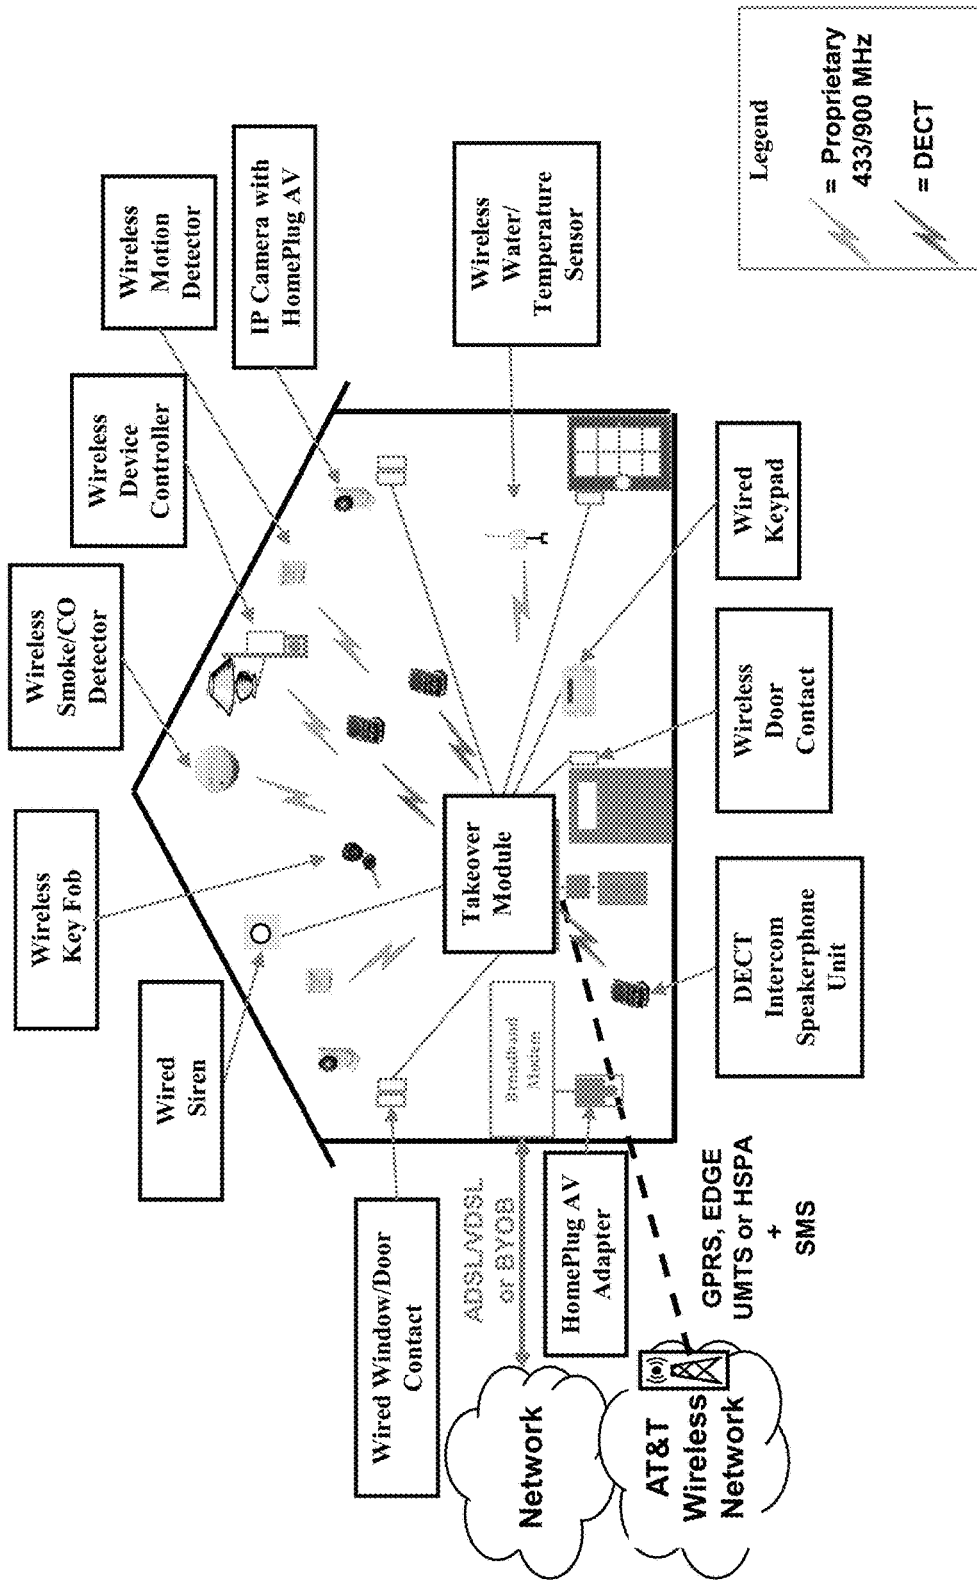 Wireless
Smoke/CO
Detector
Wireless
Device
Controller
Wireless
Motion
Detector
IP Camera with
HomePlug AV
Wireless
Key Fob
Wired
Siren
Wired Window/Door
Contact
Wireless
Water/
Temperature
Sensor
Takeover
Module
Broadband
Modem
ADSL/VDSL
or BYOB
Network
HomePlug AV
Adapter
AT&T
Wireless
Network
GPRS, EDGE
UMTS or HSPA
+
SMS
DECT
Intercom
Speakerphone
Unit
Wireless
Door
Contact
Wired
Keypad
Legend
= Proprietary
433/900 MHz
= DECT